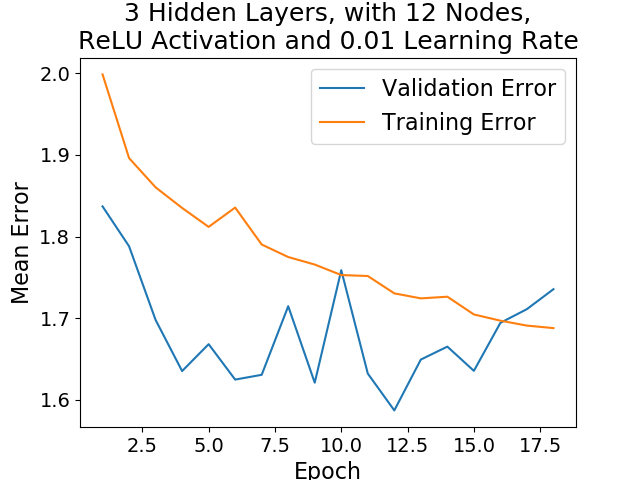 3 Hidden Layers, with 12 Nodes,
ReLU Activation and 0.01 Learning Rate
Validation Error
Training Error
Mean Error
2.0
1.9
1.8
1.7
1.6
2.5 5.0 7.5 10.0 12.5 15.0 17.5
Epoch